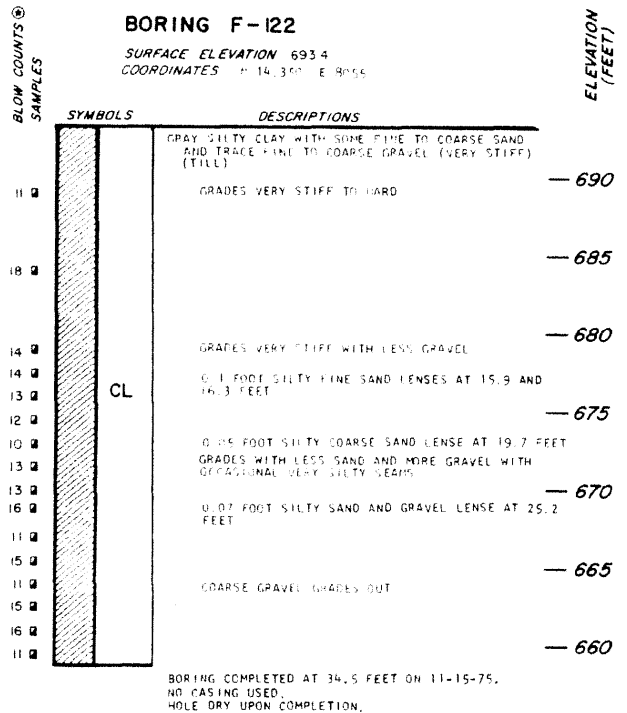 BORING F-122
SURFACE ELEVATION 693.4
COORDINATES
BLOW COUNTS
SAMPLES
ELEVATION
(FEET)
SYMBOLS DESCRIPTIONS
GRAY SILTY CLAY WITH SOME FINE TO COARSE SAND
AND TRACE FINE TO COARSE GRAVEL (VERY STIFF)
(TILL)
690
11 GRADES VERY STIFF TO HARD
685
18
680
14 GRADES VERY STIFF WITH LESS GRAVEL
14
0.1 FOOT SILTY FINE SAND LENSES AT 15.9 AND
16.3 FEET
13 CL
675
12
10 0.05 FOOT SILTY COARSE SAND LENSE AT 19.7 FEET
13 GRADES WITH LESS SAND AND MORE GRAVEL WITH
OCCASIONAL VERY SILTY SEAMS
13 670
16 0.07 FOOT SILTY SAND AND GRAVEL LENSE AT 25.2
FEET
11
15 665
11 COARSE GRAVEL GRADES OUT
15
16
11 660
BORING COMPLETED AT 34.5 FEET ON 11-15-75.
NO CASING USED.
HOLE DRY UPON COMPLETION.